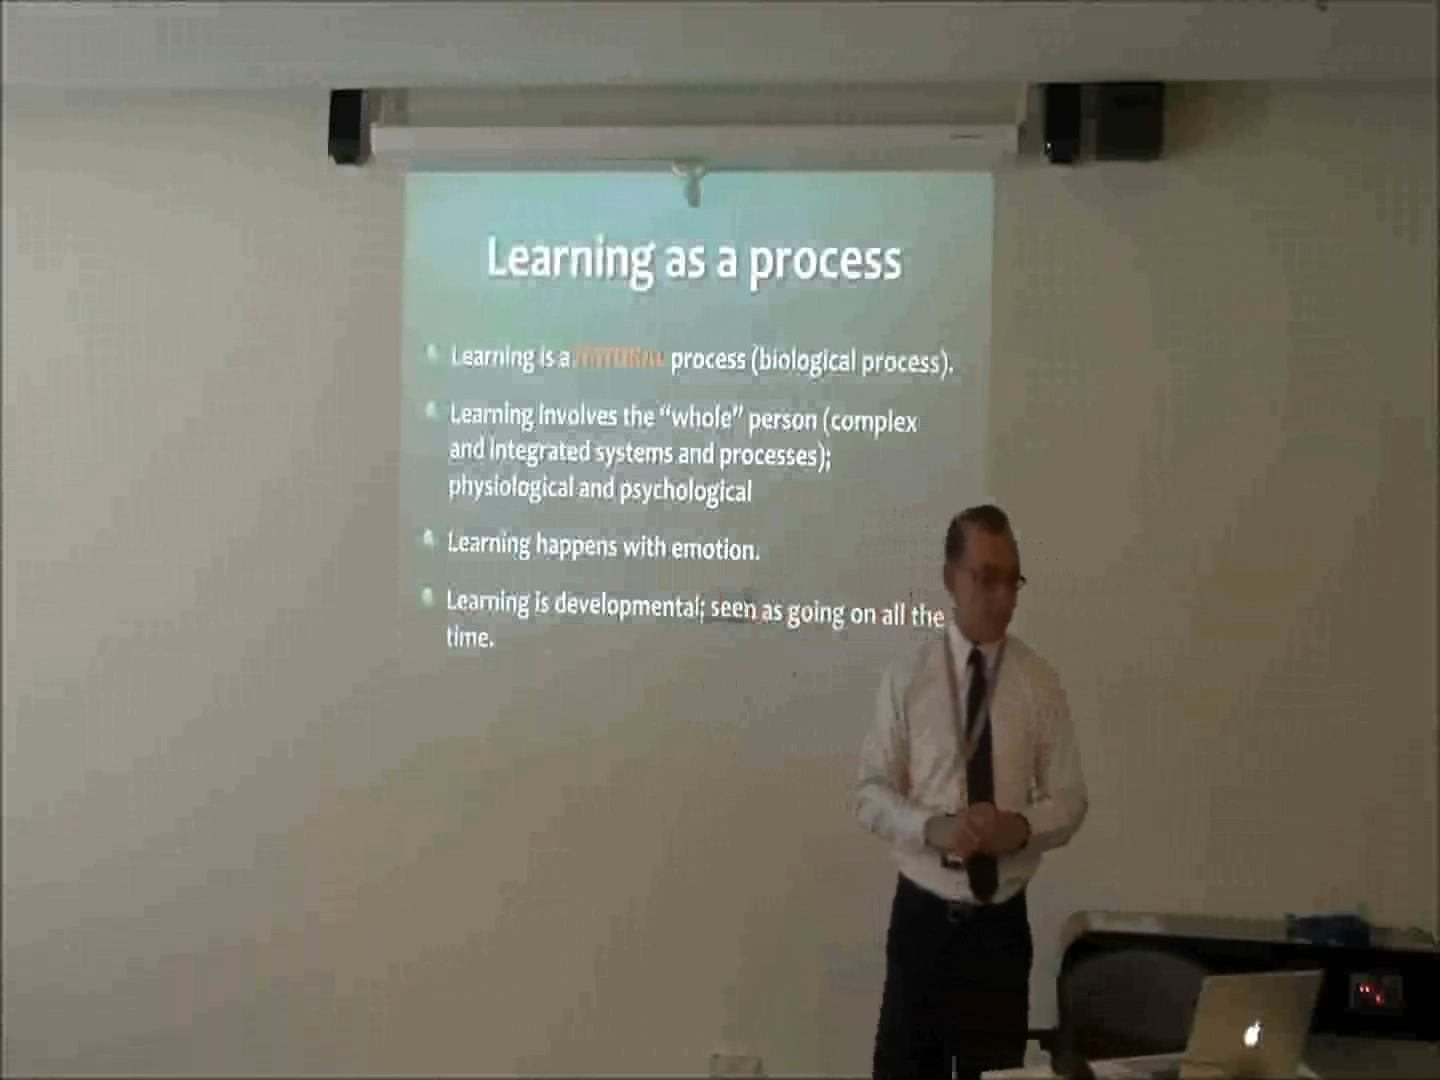 Learning as a process
Learning is a natural process (biological process).
Learning involves the “whole” person (complex
and integrated systems and processes);
physiological and psychological
Learning happens with emotion.
Learning is developmental; seen as going on all the
time.